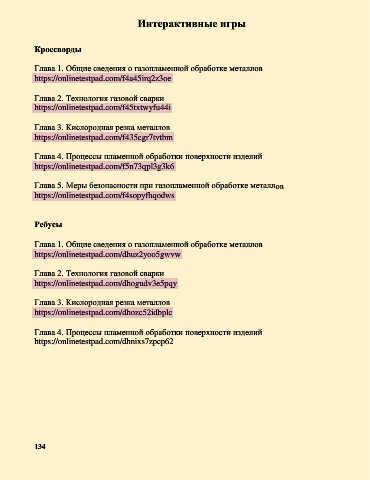 Интерактивные игры
Кроссворды
Глава 1. Общие сведения о газопламенной обработке металлов
https://onlinetestpad.com/f4a45irq2z3oe
Глава 2. Технология газовой сварки
https://onlinetestpad.com/f45txtwyfu44i
Глава 3. Кислородная резка металлов
https://onlinetestpad.com/f435cgr7tvthm
Глава 4. Процессы пламенной обработки поверхности изделий
https://onlinetestpad.com/f5n73qpl3g3k6
Глава 5. Меры безопасности при газопламенной обработке металлов
https://onlinetestpad.com/f4sopyfhqodws
Ребусы
Глава 1. Общие сведения о газопламенной обработке металлов
https://onlinetestpad.com/dhuz2yoo5gwvw
Глава 2. Технология газовой сварки
https://onlinetestpad.com/dhogudv3e5pqy
Глава 3. Кислородная резка металлов
https://onlinetestpad.com/dhozc52idhplc
Глава 4. Процессы пламенной обработки поверхности изделий
https://onlinetestpad.com/dhnixs7zpcp62
134